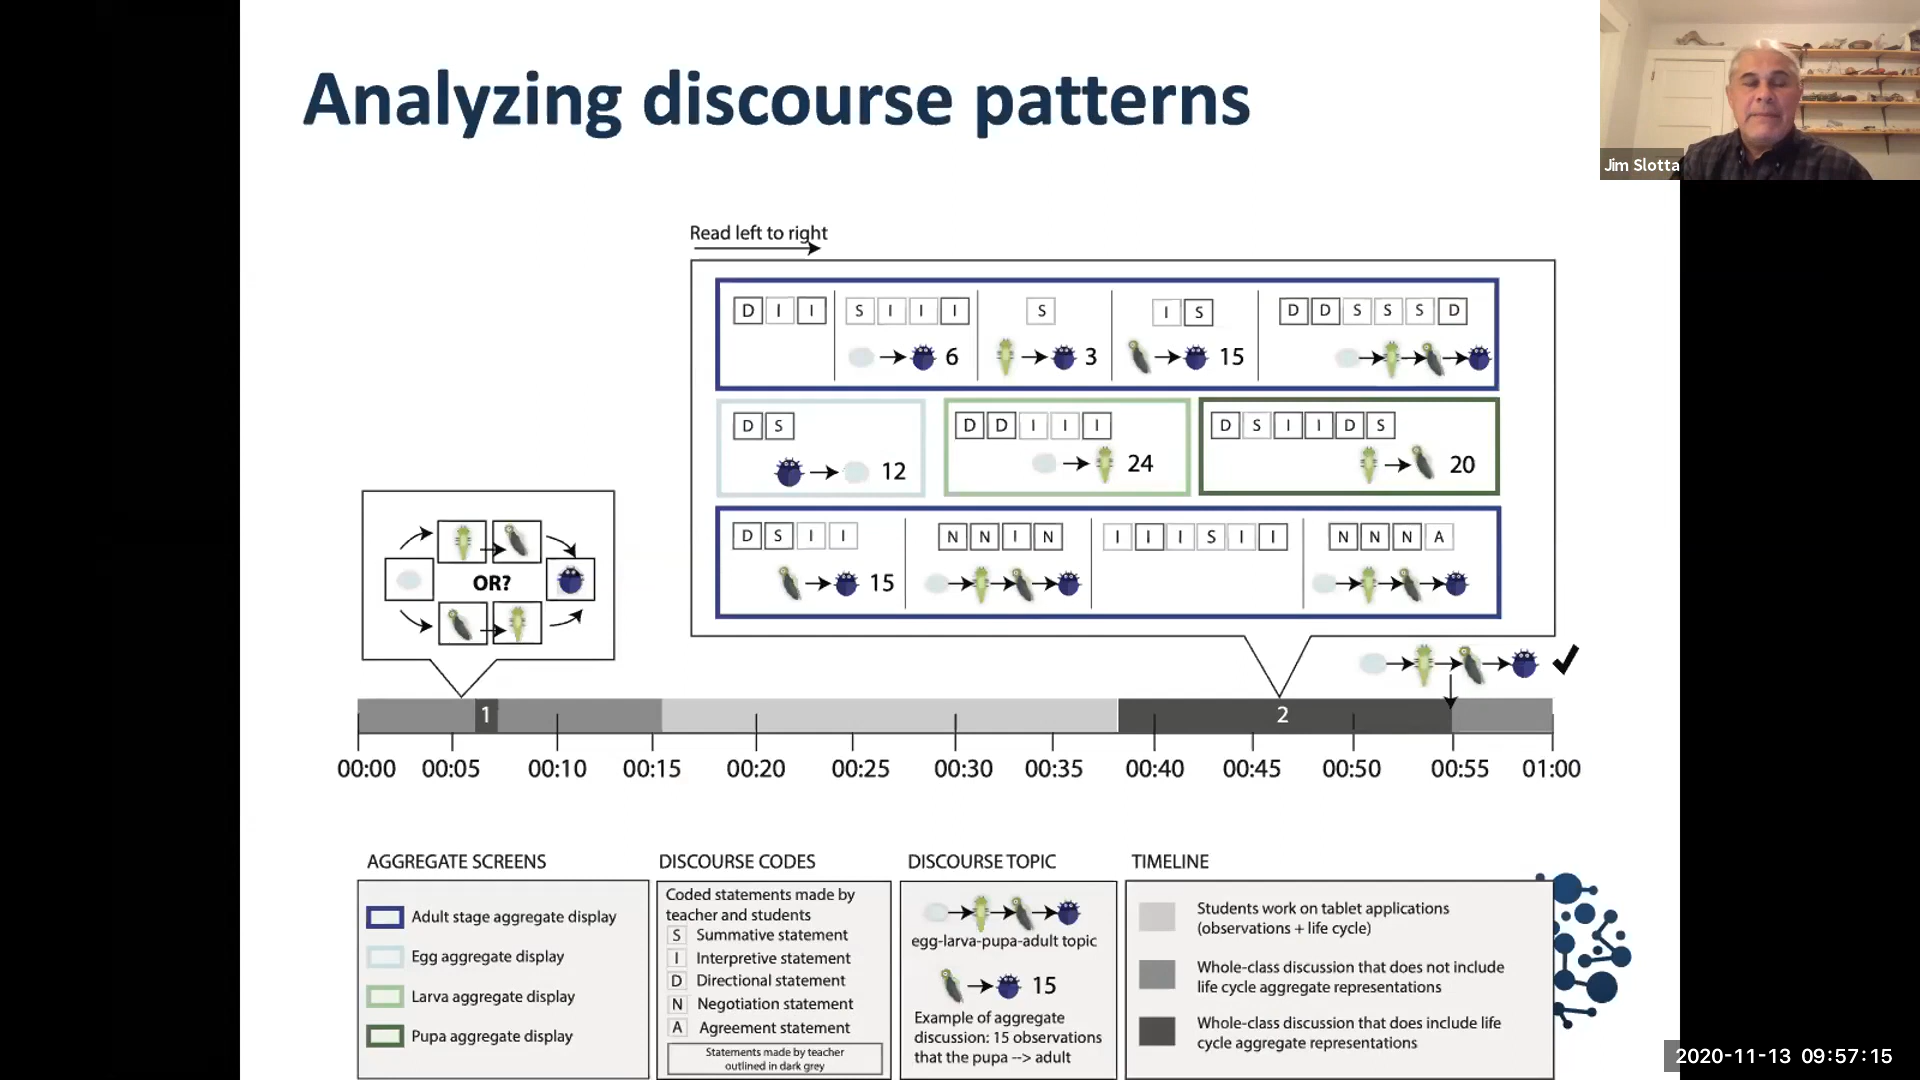 Analyzing discourse patterns
Jim Slotta
Read left to right
D I I S I I I S I S D D S S S D
6 3 15
D S D D I I I D S I I D S
12 24 20
D S I I N N I N I I I S I I N N N A
15
OR?
1 2
00:00 00:05 00:10 00:15 00:20 00:25 00:30 00:35 00:40 00:45 00:50 00:55 01:00
AGGREGATE SCREENS
Adult stage aggregate display
Egg aggregate display
Larva aggregate display
Pupa aggregate display
DISCOURSE CODES
Coded statements made by
teacher and students
S Summative statement
I Interpretive statement
D Directional statement
N Negotiation statement
A Agreement statement
Statements made by teacher
outlined in dark grey
DISCOURSE TOPIC
egg-larva-pupa-adult topic
15
Example of aggregate
discussion: 15 observations
that the pupa --> adult
TIMELINE
Students work on tablet applications
(observations + life cycle)
Whole-class discussion that does not include
life cycle aggregate representations
Whole-class discussion that does include life
cycle aggregate representations
2020-11-13 09:57:15